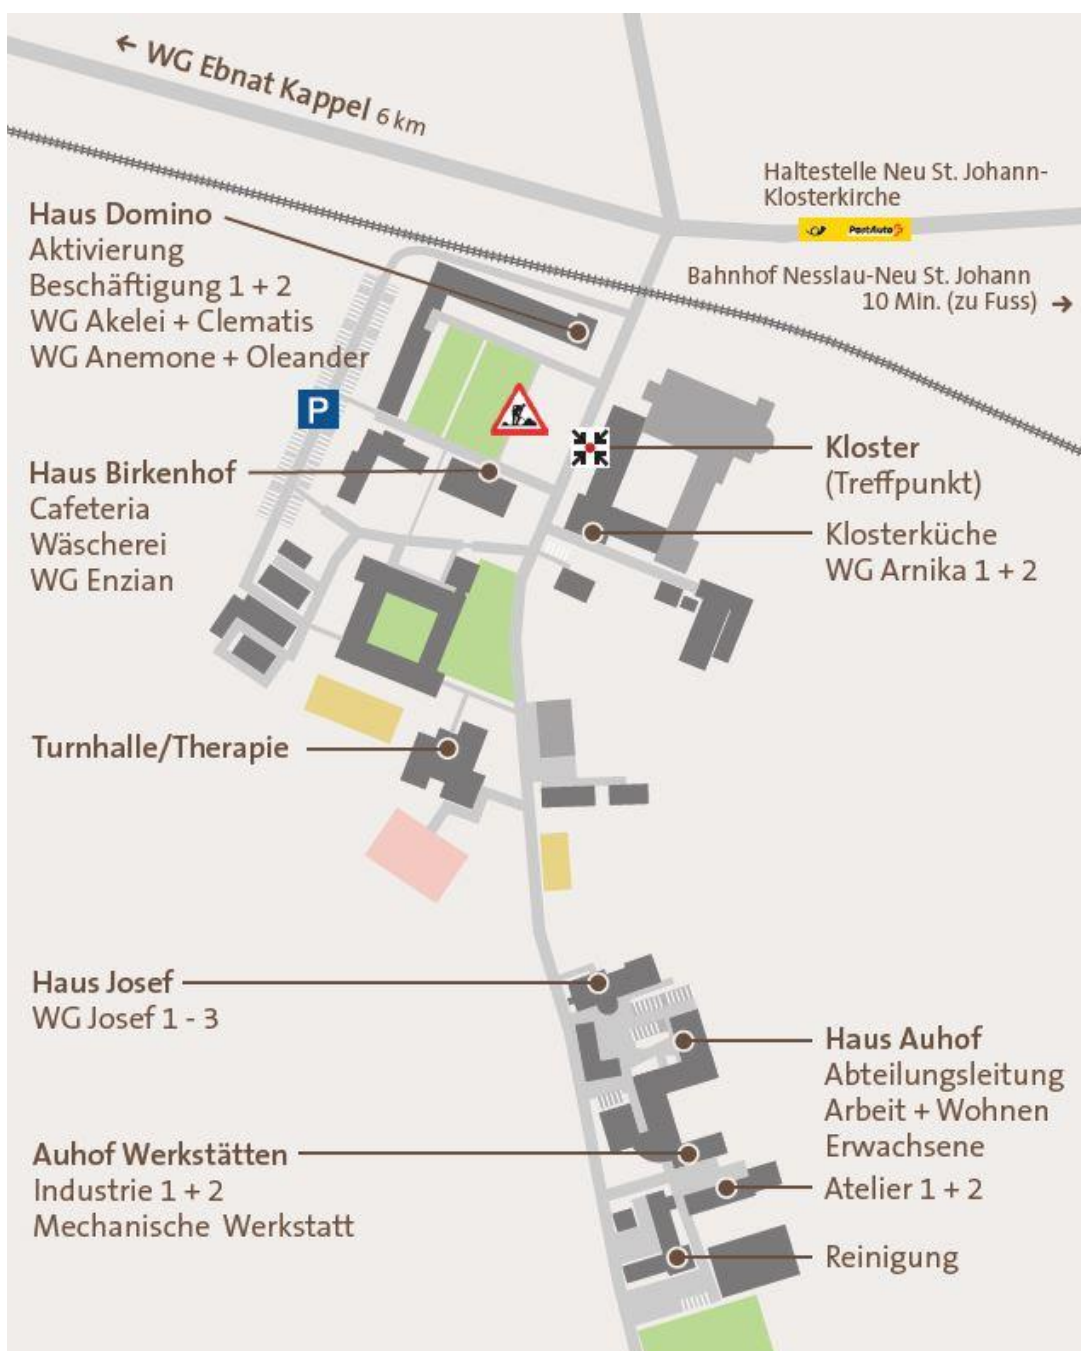 ← WG Ebnat Kappel 6 km
Haltestelle Neu St. Johann-
Klosterkirche
PostAuto
Bahnhof Nesslau-Neu St. Johann
10 Min. (zu Fuss) →
Haus Domino
Aktivierung
Beschäftigung 1 + 2
WG Akelei + Clematis
WG Anemone + Oleander
P
Haus Birkenhof
Cafeteria
Wäscherei
WG Enzian
Kloster
(Treffpunkt)
Klosterküche
WG Arnika 1 + 2
Turnhalle/Therapie
Haus Josef
WG Josef 1 - 3
Haus Auhof
Abteilungsleitung
Arbeit + Wohnen
Erwachsene
Auhof Werkstätten
Industrie 1 + 2
Mechanische Werkstatt
Atelier 1 + 2
Reinigung